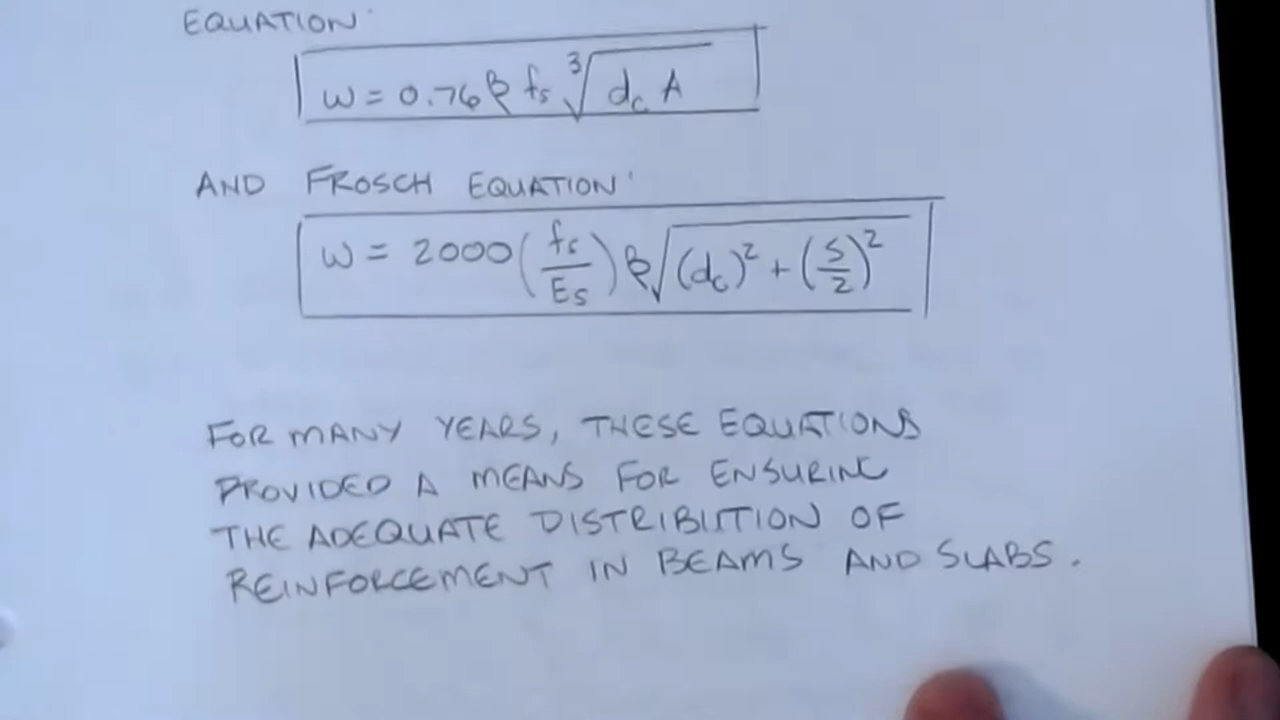 EQUATION
w = 0.76 β fs ∛(dc A)
AND FROSCH EQUATION
w = 2000 (fs/Es) β √((dc)² + (s/2)²)
FOR MANY YEARS, THESE EQUATIONS
PROVIDED A MEANS FOR ENSURING
THE ADEQUATE DISTRIBUTION OF
REINFORCEMENT IN BEAMS AND SLABS.